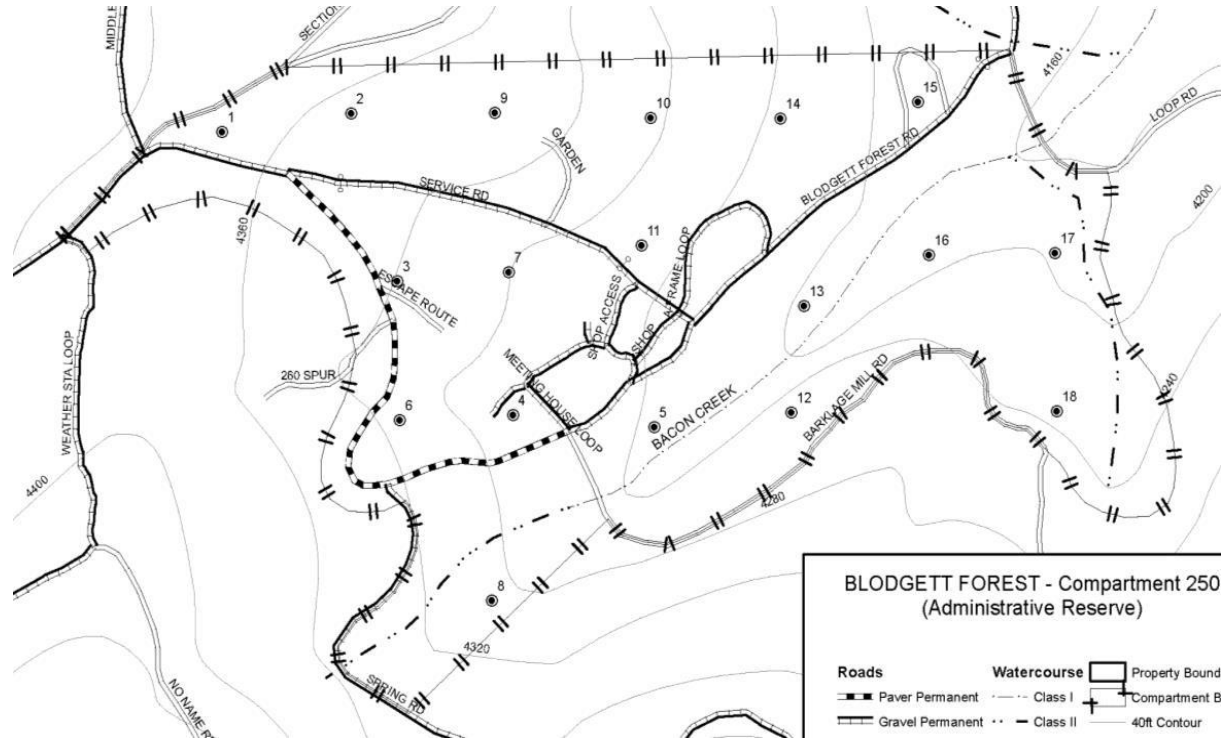 MIDDLE
SECTION
4160
LOOP RD
1
2
9
10
14
15
GARDEN
SERVICE RD
BLODGETT FOREST RD
4200
4360
3
ESCAPE ROUTE
7
11
16
17
13
SHOP ACCESS
SHOP
A FRAME LOOP
WEATHER STA LOOP
260 SPUR
MEETING HOUSE LOOP
6
4
5
12
18
BACON CREEK
BARKLAGE MILL RD
4240
4400
4280
8
4320
SPRING RD
NO NAME R
BLODGETT FOREST - Compartment 250
(Administrative Reserve)
Roads Watercourse Property Bound
Paver Permanent Class I Compartment B
Gravel Permanent Class II 40ft Contour